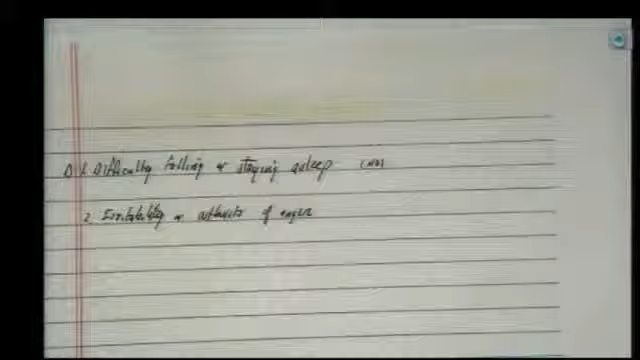 D 1. Difficulty falling or staying asleep
2. Irritability or outbursts of anger